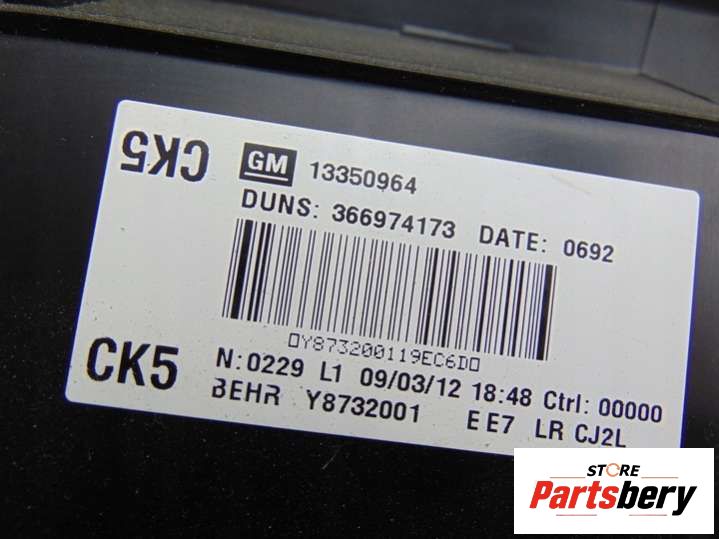 CK5
GM 13350964
DUNS: 366974173 DATE: 0692
Y873200119EC6D
CK5
N:0229 L1 09/03/12 18:48 Ctrl: 00000
BEHR Y8732001 E E7 LR CJ2L
STORE
Partsbery